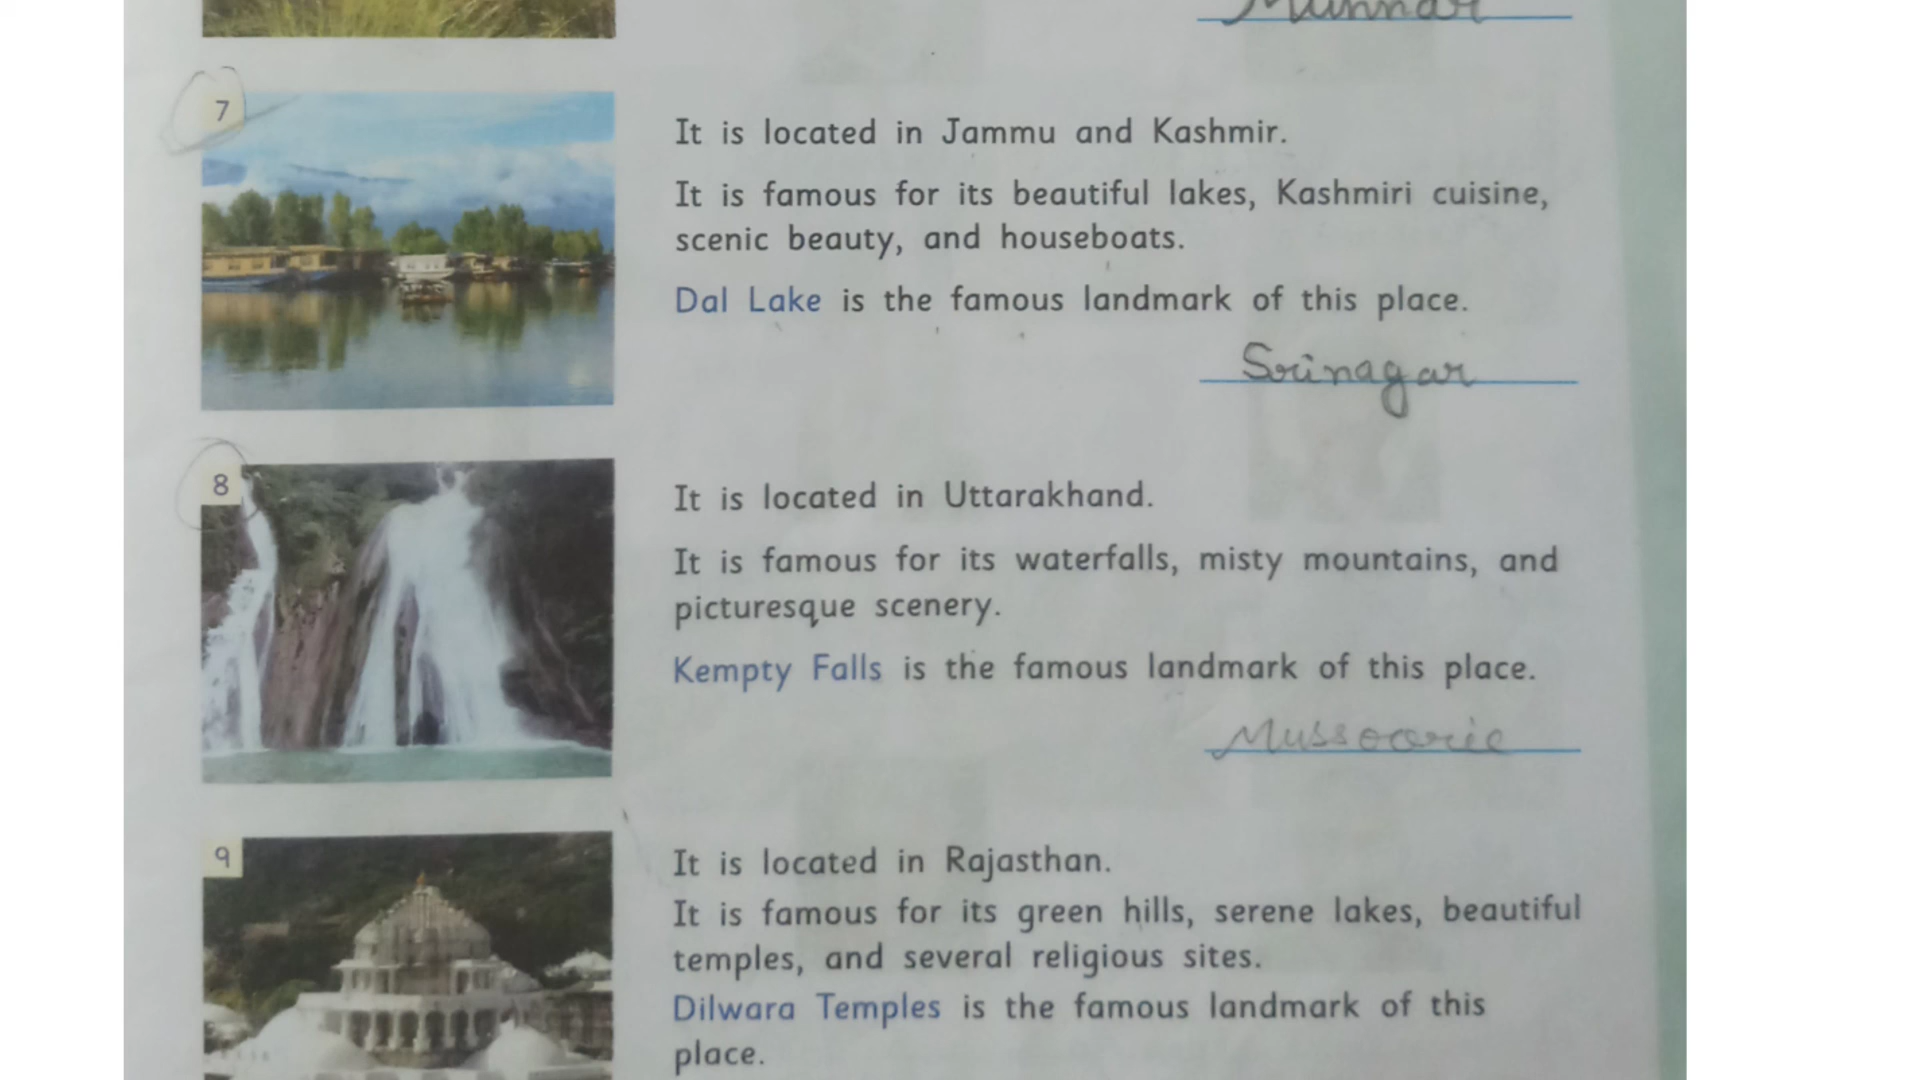 Munnar
7
It is located in Jammu and Kashmir.
It is famous for its beautiful lakes, Kashmiri cuisine,
scenic beauty, and houseboats.
Dal Lake is the famous landmark of this place.
Srinagar
8
It is located in Uttarakhand.
It is famous for its waterfalls, misty mountains, and
picturesque scenery.
Kempty Falls is the famous landmark of this place.
Mussoorie
9
It is located in Rajasthan.
It is famous for its green hills, serene lakes, beautiful
temples, and several religious sites.
Dilwara Temples is the famous landmark of this
place.